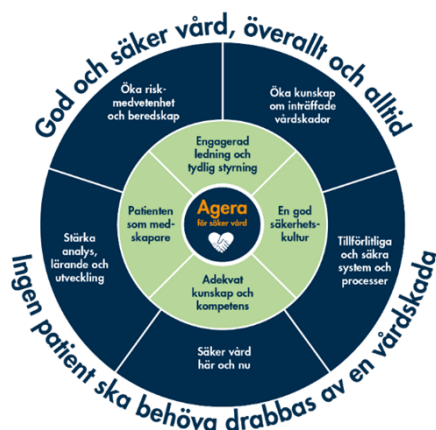 God och säker vård, överallt och alltid
Öka risk-
medvetenhet
och beredskap
Öka kunskap
om inträffade
vårdskador
Engagerad
ledning och
tydlig styrning
Patienten
som med-
skapare
Agera
för säker vård
En god
säkerhets-
kultur
Stärka
analys,
lärande och
utveckling
Tillförlitliga
och säkra
system och
processer
Adekvat
kunskap och
kompetens
Säker vård
här och nu
Ingen patient ska behöva drabbas av en vårdskada